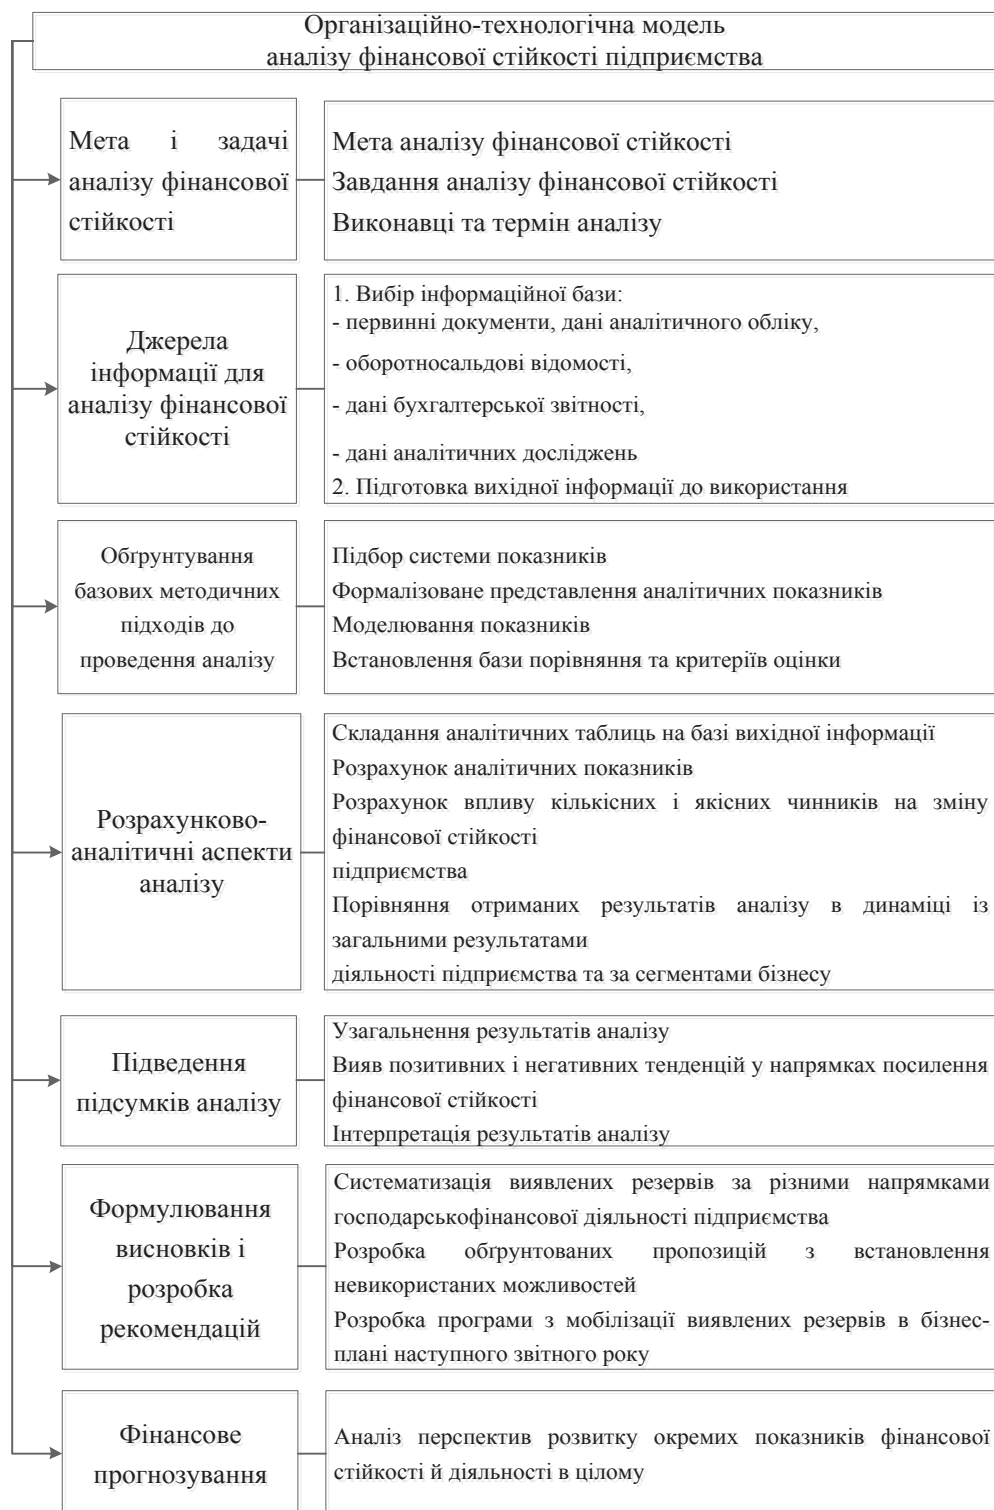 Організаційно-технологічна модель
аналізу фінансової стійкості підприємства
Мета і задачі
аналізу фінансової
стійкості
Мета аналізу фінансової стійкості
Завдання аналізу фінансової стійкості
Виконавці та термін аналізу
Джерела
інформації для
аналізу фінансової
стійкості
1. Вибір інформаційної бази:
- первинні документи, дані аналітичного обліку,
- оборотносальдові відомості,
- дані бухгалтерської звітності,
- дані аналітичних досліджень
2. Підготовка вихідної інформації до використання
Обґрунтування
базових методичних
підходів до
проведення аналізу
Підбор системи показників
Формалізоване представлення аналітичних показників
Моделювання показників
Встановлення бази порівняння та критеріїв оцінки
Розрахунково-
аналітичні аспекти
аналізу
Складання аналітичних таблиць на базі вихідної інформації
Розрахунок аналітичних показників
Розрахунок впливу кількісних і якісних чинників на зміну
фінансової стійкості
підприємства
Порівняння отриманих результатів аналізу в динаміці із
загальними результатами
діяльності підприємства та за сегментами бізнесу
Підведення
підсумків аналізу
Узагальнення результатів аналізу
Вияв позитивних і негативних тенденцій у напрямках посилення
фінансової стійкості
Інтерпретація результатів аналізу
Формулювання
висновків і
розробка
рекомендацій
Систематизація виявлених резервів за різними напрямками
господарськофінансової діяльності підприємства
Розробка обґрунтованих пропозицій з встановлення
невикористаних можливостей
Розробка програми з мобілізації виявлених резервів в бізнес-
плані наступного звітного року
Фінансове
прогнозування
Аналіз перспектив розвитку окремих показників фінансової
стійкості й діяльності в цілому